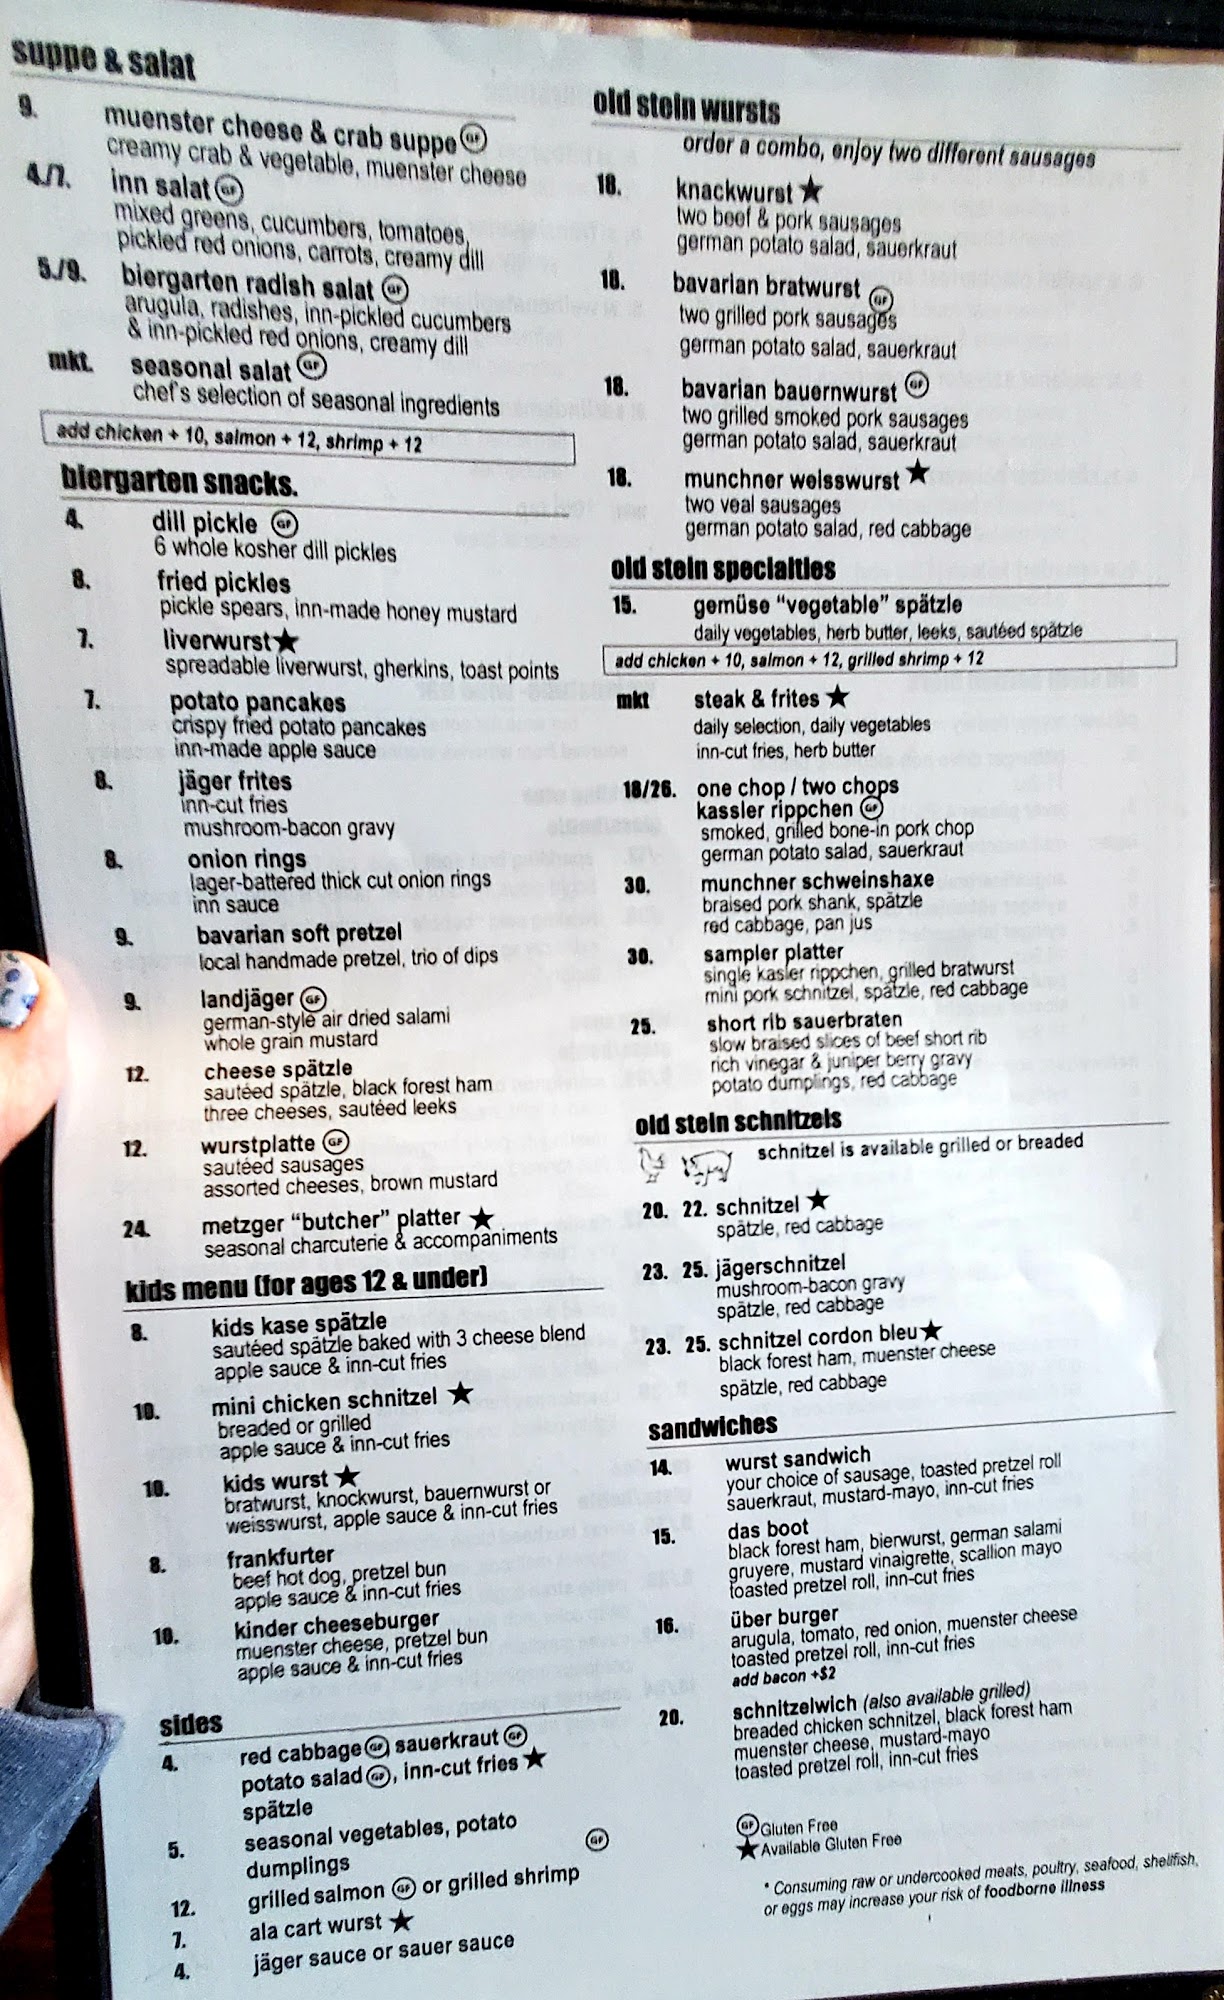 suppe & salat
9. muenster cheese & crab suppe GF
creamy crab & vegetable, muenster cheese
4./7. inn salat GF
mixed greens, cucumbers, tomatoes,
pickled red onions, carrots, creamy dill
5./9. biergarten radish salat GF
arugula, radishes, inn-pickled cucumbers
& inn-pickled red onions, creamy dill
mkt. seasonal salat GF
chef's selection of seasonal ingredients
add chicken + 10, salmon + 12, shrimp + 12
biergarten snacks.
4. dill pickle GF
6 whole kosher dill pickles
8. fried pickles
pickle spears, inn-made honey mustard
7. liverwurst ★
spreadable liverwurst, gherkins, toast points
7. potato pancakes
crispy fried potato pancakes
inn-made apple sauce
8. jäger frites
inn-cut fries
mushroom-bacon gravy
8. onion rings
lager-battered thick cut onion rings
inn sauce
9. bavarian soft pretzel
local handmade pretzel, trio of dips
9. landjäger GF
german-style air dried salami
whole grain mustard
12. cheese spätzle
sautéed spätzle, black forest ham
three cheeses, sautéed leeks
12. wurstplatte GF
sautéed sausages
assorted cheeses, brown mustard
24. metzger "butcher" platter ★
seasonal charcuterie & accompaniments
kids menu (for ages 12 & under)
8. kids kase spätzle
sautéed spätzle baked with 3 cheese blend
apple sauce & inn-cut fries
10. mini chicken schnitzel ★
breaded or grilled
apple sauce & inn-cut fries
10. kids wurst ★
bratwurst, knockwurst, bauernwurst or
weisswurst, apple sauce & inn-cut fries
8. frankfurter
beef hot dog, pretzel bun
apple sauce & inn-cut fries
10. kinder cheeseburger
muenster cheese, pretzel bun
apple sauce & inn-cut fries
sides
4. red cabbage GF, sauerkraut GF
potato salad GF, inn-cut fries ★
spätzle
5. seasonal vegetables, potato GF
dumplings
12. grilled salmon GF or grilled shrimp
7. ala cart wurst ★
4. jäger sauce or sauer sauce
old stein wursts
order a combo, enjoy two different sausages
18. knackwurst ★
two beef & pork sausages
german potato salad, sauerkraut
18. bavarian bratwurst GF
two grilled pork sausages
german potato salad, sauerkraut
18. bavarian bauernwurst GF
two grilled smoked pork sausages
german potato salad, sauerkraut
18. munchner weisswurst ★
two veal sausages
german potato salad, red cabbage
old stein specialties
15. gemüse "vegetable" spätzle
daily vegetables, herb butter, leeks, sautéed spätzle
add chicken + 10, salmon + 12, grilled shrimp + 12
mkt steak & frites ★
daily selection, daily vegetables
inn-cut fries, herb butter
18/26. one chop / two chops
kassler rippchen GF
smoked, grilled bone-in pork chop
german potato salad, sauerkraut
30. munchner schweinshaxe
braised pork shank, spätzle
red cabbage, pan jus
30. sampler platter
single kasler rippchen, grilled bratwurst
mini pork schnitzel, spätzle, red cabbage
25. short rib sauerbraten
slow braised slices of beef short rib
rich vinegar & juniper berry gravy
potato dumplings, red cabbage
old stein schnitzels
schnitzel is available grilled or breaded
20. 22. schnitzel ★
spätzle, red cabbage
23. 25. jägerschnitzel
mushroom-bacon gravy
spätzle, red cabbage
23. 25. schnitzel cordon bleu ★
black forest ham, muenster cheese
spätzle, red cabbage
sandwiches
14. wurst sandwich
your choice of sausage, toasted pretzel roll
sauerkraut, mustard-mayo, inn-cut fries
15. das boot
black forest ham, bierwurst, german salami
gruyere, mustard vinaigrette, scallion mayo
toasted pretzel roll, inn-cut fries
16. über burger
arugula, tomato, red onion, muenster cheese
toasted pretzel roll, inn-cut fries
add bacon +$2
20. schnitzelwich (also available grilled)
breaded chicken schnitzel, black forest ham
muenster cheese, mustard-mayo
toasted pretzel roll, inn-cut fries
GF Gluten Free
★ Available Gluten Free
* Consuming raw or undercooked meats, poultry, seafood, shellfish,
or eggs may increase your risk of foodborne illness